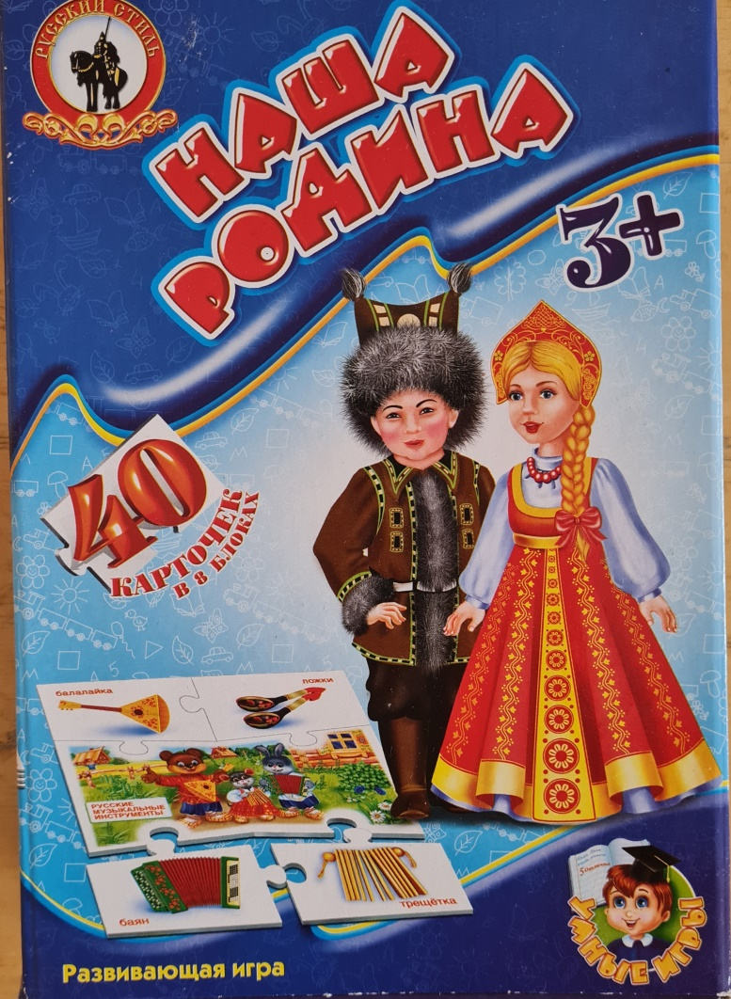 РУССКИЙ СТИЛЬ
НАША
РОДИНА
3+
40
КАРТОЧЕК
В 8 БЛОКАХ
балалайка
ложки
РУССКИЕ
МУЗЫКАЛЬНЫЕ
ИНСТРУМЕНТЫ
баян
трещётка
УМНЫЕ ИГРЫ
Развивающая игра